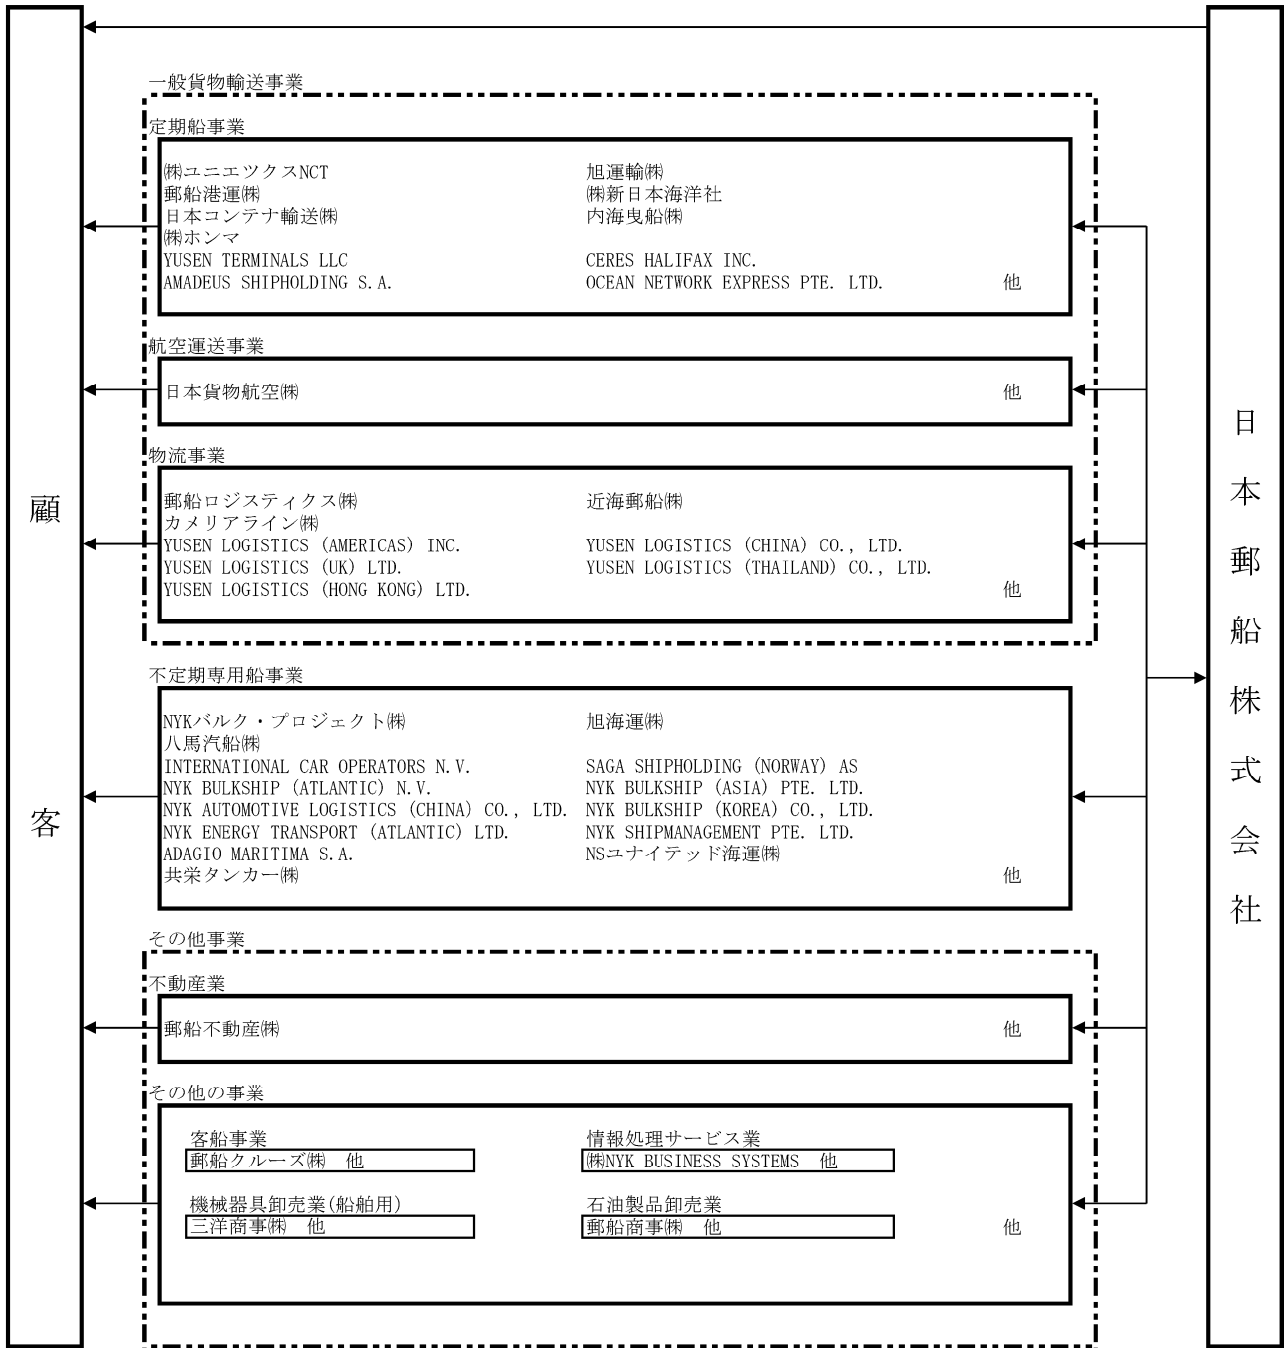 一般貨物輸送事業
定期船事業
㈱ユニエツクスNCT 旭運輸㈱
郵船港運㈱ ㈱新日本海洋社
日本コンテナ輸送㈱ 内海曳船㈱
㈱ホンマ
YUSEN TERMINALS LLC CERES HALIFAX INC.
AMADEUS SHIPHOLDING S.A. OCEAN NETWORK EXPRESS PTE. LTD. 他
航空運送事業
日本貨物航空㈱ 他
物流事業
郵船ロジスティクス㈱ 近海郵船㈱
カメリアライン㈱
YUSEN LOGISTICS (AMERICAS) INC. YUSEN LOGISTICS (CHINA) CO., LTD.
YUSEN LOGISTICS (UK) LTD. YUSEN LOGISTICS (THAILAND) CO., LTD.
YUSEN LOGISTICS (HONG KONG) LTD. 他
不定期専用船事業
NYKバルク・プロジェクト㈱ 旭海運㈱
八馬汽船㈱
INTERNATIONAL CAR OPERATORS N.V. SAGA SHIPHOLDING (NORWAY) AS
NYK BULKSHIP (ATLANTIC) N.V. NYK BULKSHIP (ASIA) PTE. LTD.
NYK AUTOMOTIVE LOGISTICS (CHINA) CO., LTD. NYK BULKSHIP (KOREA) CO., LTD.
NYK ENERGY TRANSPORT (ATLANTIC) LTD. NYK SHIPMANAGEMENT PTE. LTD.
ADAGIO MARITIMA S.A. NSユナイテッド海運㈱
共栄タンカー㈱ 他
その他事業
不動産業
郵船不動産㈱ 他
その他の事業
客船事業 情報処理サービス業
郵船クルーズ㈱ 他 ㈱NYK BUSINESS SYSTEMS 他
機械器具卸売業(船舶用) 石油製品卸売業
三洋商事㈱ 他 郵船商事㈱ 他 他
顧客
日本郵船株式会社